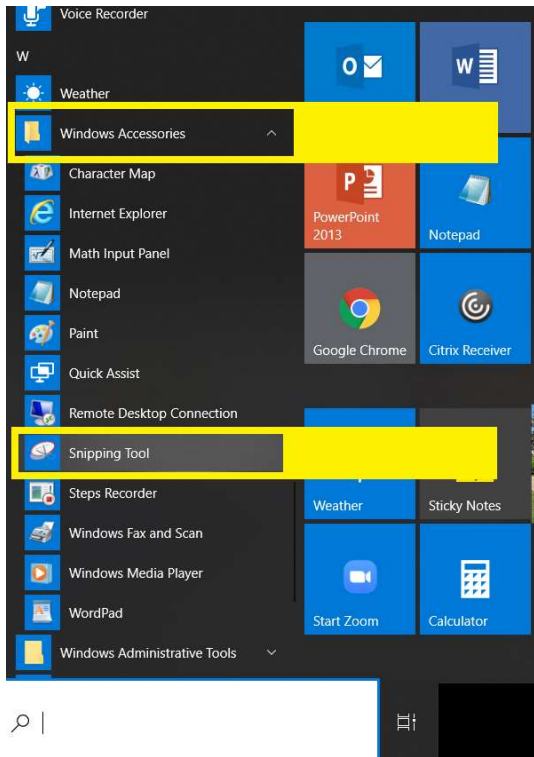 Voice Recorder
W
Weather
Windows Accessories
Character Map
Internet Explorer
Math Input Panel
Notepad
Paint
Quick Assist
Remote Desktop Connection
Snipping Tool
Steps Recorder
Windows Fax and Scan
Windows Media Player
WordPad
Windows Administrative Tools
PowerPoint
2013
Notepad
Google Chrome
Citrix Receiver
Weather
Sticky Notes
Start Zoom
Calculator